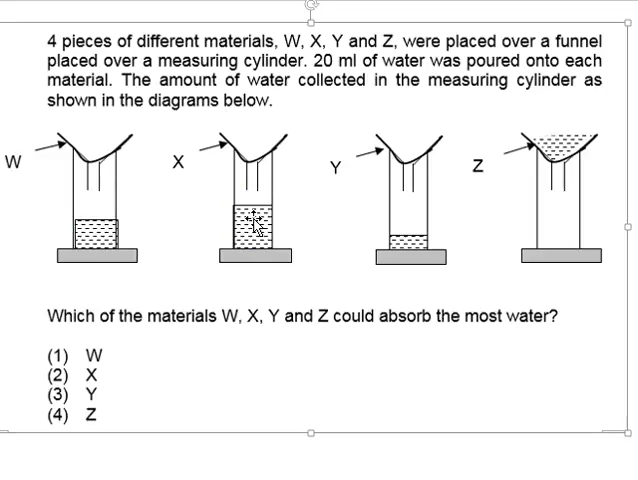 4 pieces of different materials, W, X, Y and Z, were placed over a funnel
placed over a measuring cylinder. 20 ml of water was poured onto each
material. The amount of water collected in the measuring cylinder as
shown in the diagrams below.
W X Y Z
Which of the materials W, X, Y and Z could absorb the most water?
(1) W
(2) X
(3) Y
(4) Z